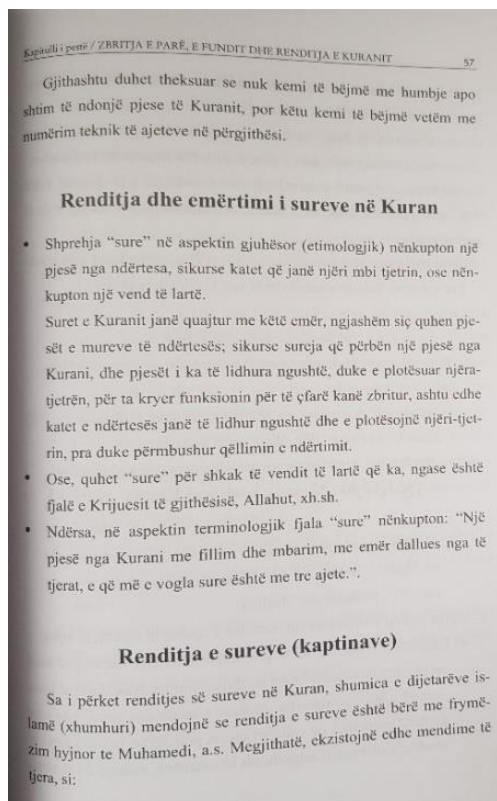 Kapitulli i pestë / ZBRITJA E PARË, E FUNDIT DHE RENDITJA E KURANIT 57
Gjithashtu duhet theksuar se nuk kemi të bëjmë me humbje apo
shtim të ndonjë pjese të Kuranit, por këtu kemi të bëjmë vetëm me
numërim teknik të ajeteve në përgjithësi.
Renditja dhe emërtimi i sureve në Kuran
• Shprehja “sure” në aspektin gjuhësor (etimologjik) nënkupton një
pjesë nga ndërtesa, sikurse katet që janë njëri mbi tjetrin, ose nën-
kupton një vend të lartë.
Suret e Kuranit janë quajtur me këtë emër, ngjashëm siç quhen pje-
sët e mureve të ndërtesës; sikurse sureja që përbën një pjesë nga
Kurani, dhe pjesët i ka të lidhura ngushtë, duke e plotësuar njëra-
tjetrën, për ta kryer funksionin për të çfarë kanë zbritur, ashtu edhe
katet e ndërtesës janë të lidhur ngushtë dhe e plotësojnë njëri-tjet-
rin, pra duke përmbushur qëllimin e ndërtimit.
• Ose, quhet “sure” për shkak të vendit të lartë që ka, ngase është
fjalë e Krijuesit të gjithësisë, Allahut, xh.sh.
• Ndërsa, në aspektin terminologjik fjala “sure” nënkupton: “Një
pjesë nga Kurani me fillim dhe mbarim, me emër dallues nga të
tjerat, e që më e vogla sure është me tre ajete.”.
Renditja e sureve (kaptinave)
Sa i përket renditjes së sureve në Kuran, shumica e dijetarëve is-
lamë (xhumhuri) mendojnë se renditja e sureve është bërë me frymë-
zim hyjnor te Muhamedi, a.s. Megjithatë, ekzistojnë edhe mendime të
tjera, si: